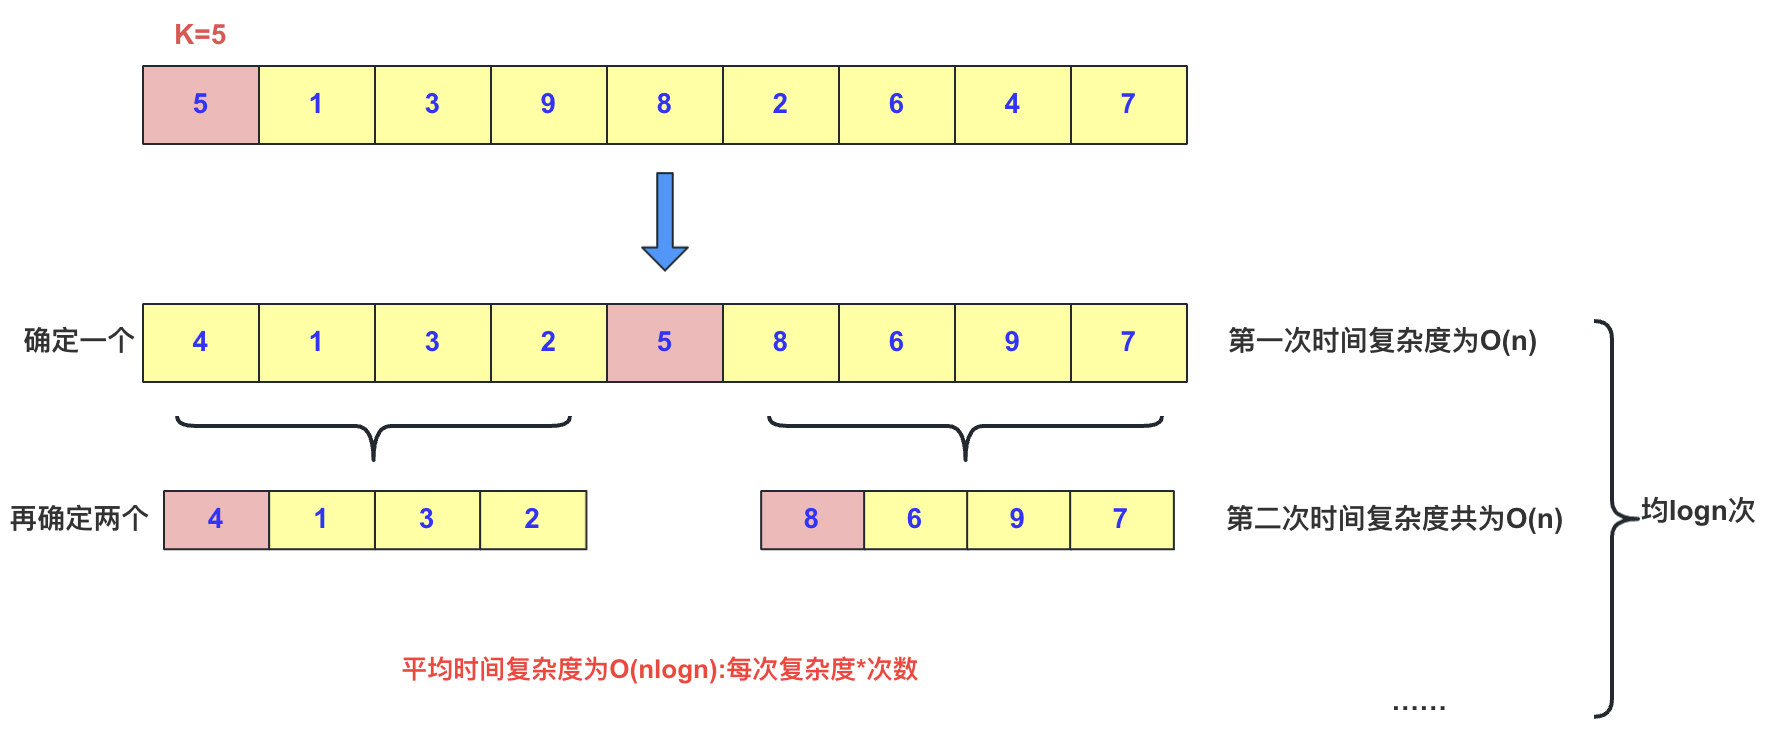 K=5
5 1 3 9 8 2 6 4 7
确定一个 4 1 3 2 5 8 6 9 7 第一次时间复杂度为O(n)
再确定两个 4 1 3 2 8 6 9 7 第二次时间复杂度共为O(n)
均logn次
平均时间复杂度为O(nlogn):每次复杂度*次数
......